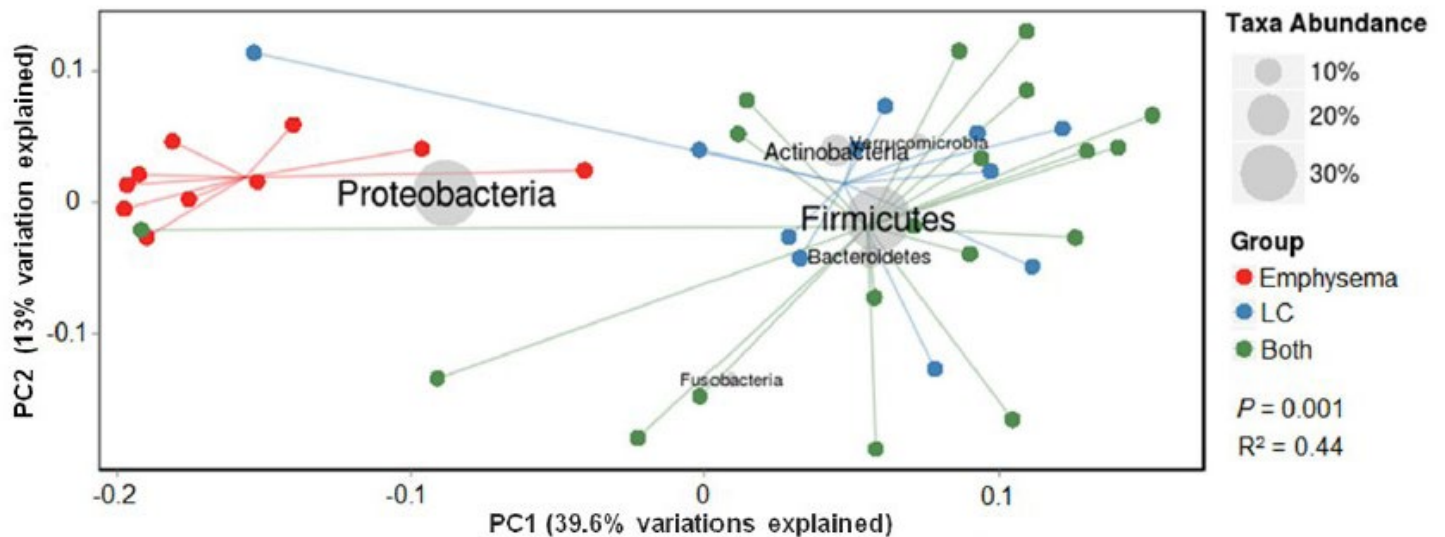 PC2 (13% variation explained)
0.1
0
-0.1
-0.2
-0.1
0
0.1
PC1 (39.6% variations explained)
Proteobacteria
Actinobacteria
Verrucomicrobia
Firmicutes
Bacteroidetes
Fusobacteria
Taxa Abundance
10%
20%
30%
Group
Emphysema
LC
Both
P = 0.001
R² = 0.44